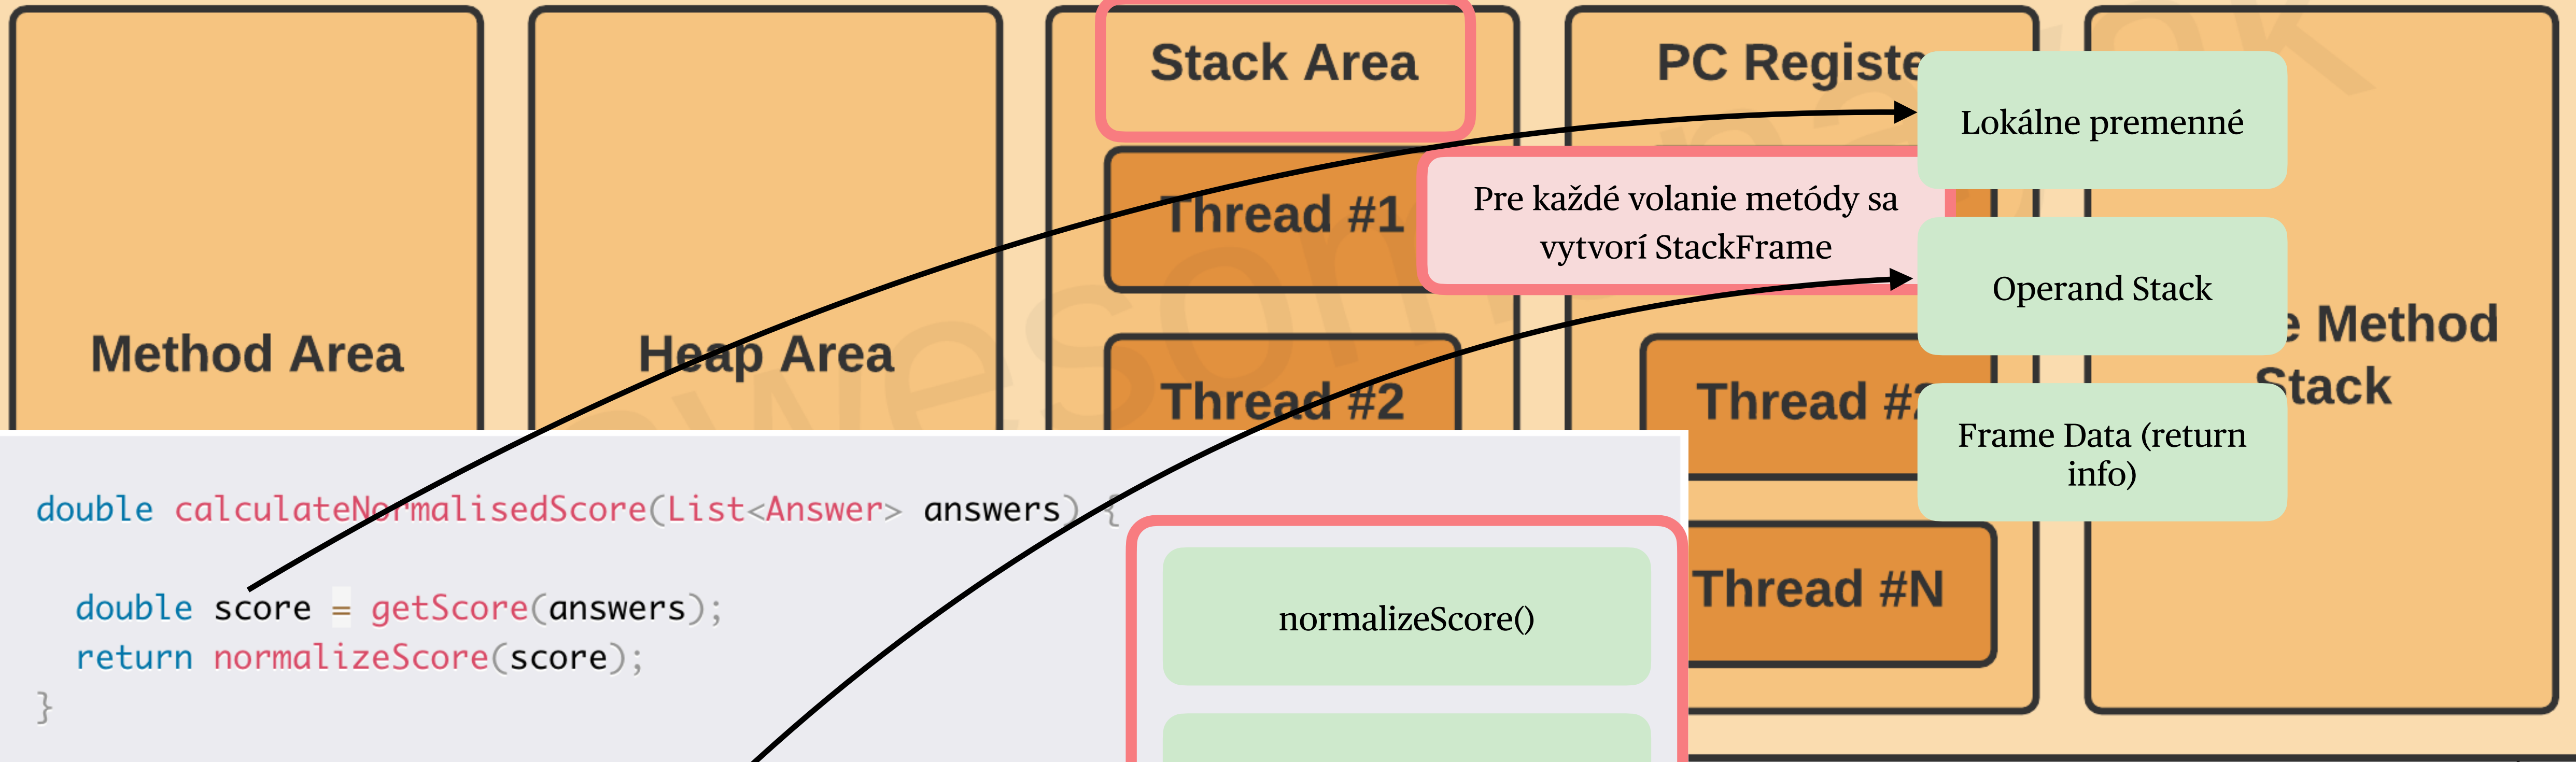 Stack Area
PC Registe
Lokálne premenné
Thread #1
Pre každé volanie metódy sa
vytvorí StackFrame
Operand Stack
Method Area
Heap Area
Thread #2
Thread #2
Method
Stack
Frame Data (return
info)
double calculateNormalisedScore(List<Answer> answers) {
double score = getScore(answers);
return normalizeScore(score);
}
normalizeScore()
Thread #N